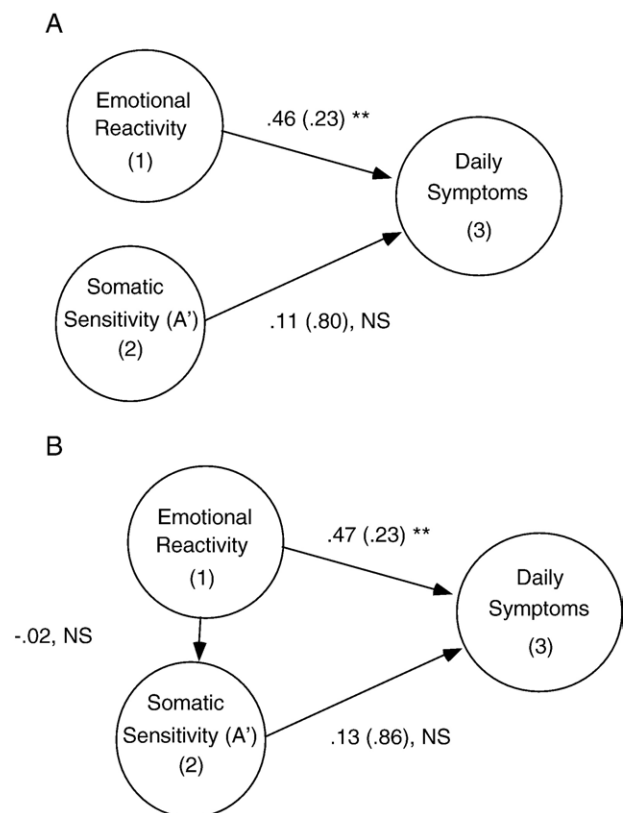 A
Emotional
Reactivity
(1)
.46 (.23) **
Daily
Symptoms
(3)
Somatic
Sensitivity (A')
(2)
.11 (.80), NS
B
Emotional
Reactivity
(1)
.47 (.23) **
Daily
Symptoms
(3)
-.02, NS
Somatic
Sensitivity (A')
(2)
.13 (.86), NS